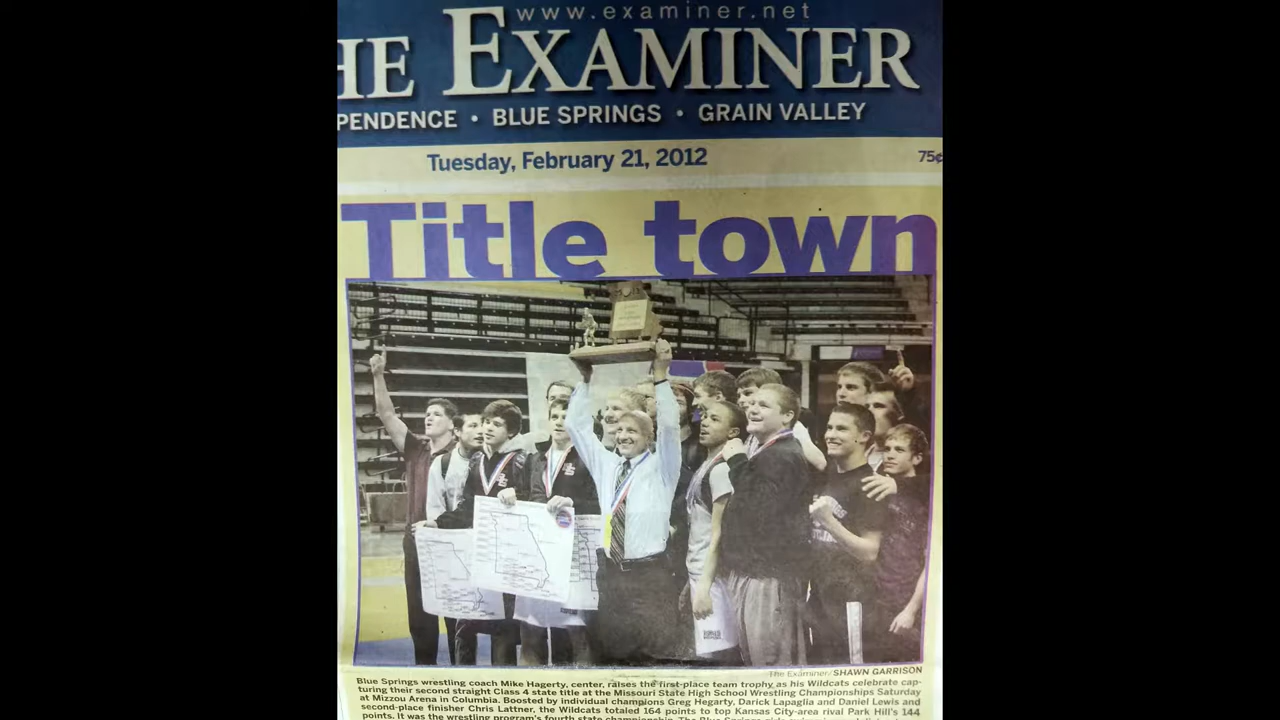 www.examiner.net
HE EXAMINER
PENDENCE • BLUE SPRINGS • GRAIN VALLEY
Tuesday, February 21, 2012
75¢
Title town
The Examiner/SHAWN GARRISON
Blue Springs wrestling coach Mike Hagerty, center, raises the first-place team trophy as his Wildcats celebrate cap-
turing their second straight Class 4 state title at the Missouri State High School Wrestling Championships Saturday
at Mizzou Arena in Columbia. Boosted by individual champions Greg Hegarty, Darick Lapaglia and Daniel Lewis and
second-place finisher Chris Lattner, the Wildcats totaled 164 points to top Kansas City-area rival Park Hill's 144
points. It was the wrestling program's fourth state championship. The Blue Springs girls